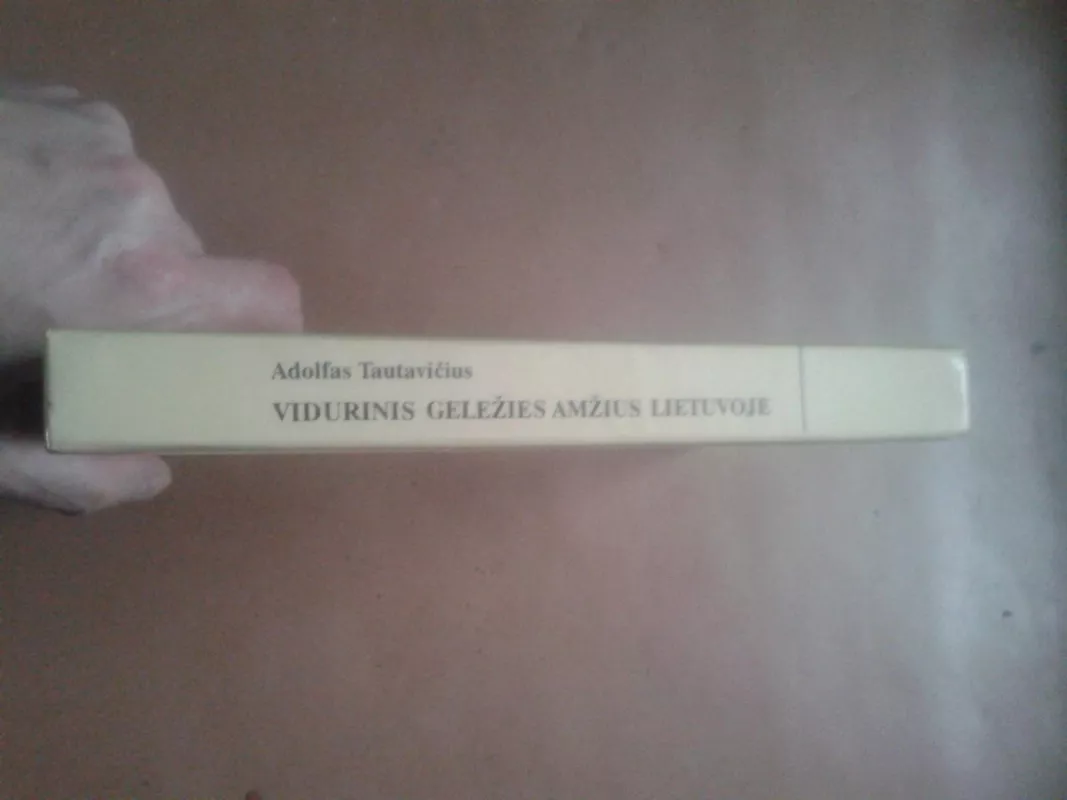 Adolfas Tautavičius
VIDURINIS GELEŽIES AMŽIUS LIETUVOJE